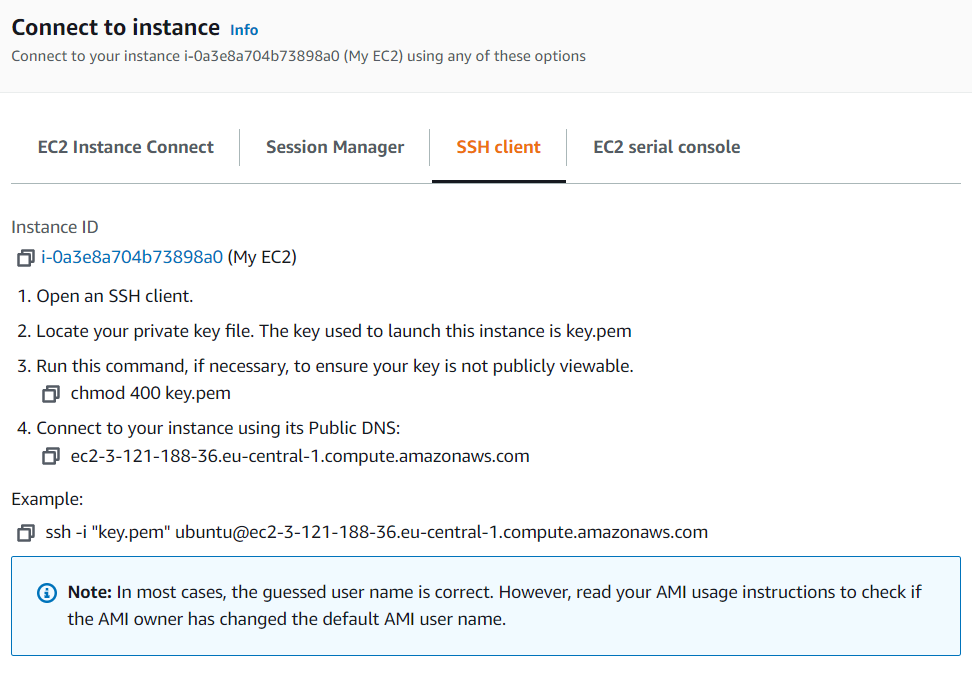 Connect to instance Info
Connect to your instance i-0a3e8a704b73898a0 (My EC2) using any of these options
EC2 Instance Connect
Session Manager
SSH client
EC2 serial console
Instance ID
i-0a3e8a704b73898a0 (My EC2)
1. Open an SSH client.
2. Locate your private key file. The key used to launch this instance is key.pem
3. Run this command, if necessary, to ensure your key is not publicly viewable.
chmod 400 key.pem
4. Connect to your instance using its Public DNS:
ec2-3-121-188-36.eu-central-1.compute.amazonaws.com
Example:
ssh -i "key.pem" ubuntu@ec2-3-121-188-36.eu-central-1.compute.amazonaws.com
Note: In most cases, the guessed user name is correct. However, read your AMI usage instructions to check if
the AMI owner has changed the default AMI user name.